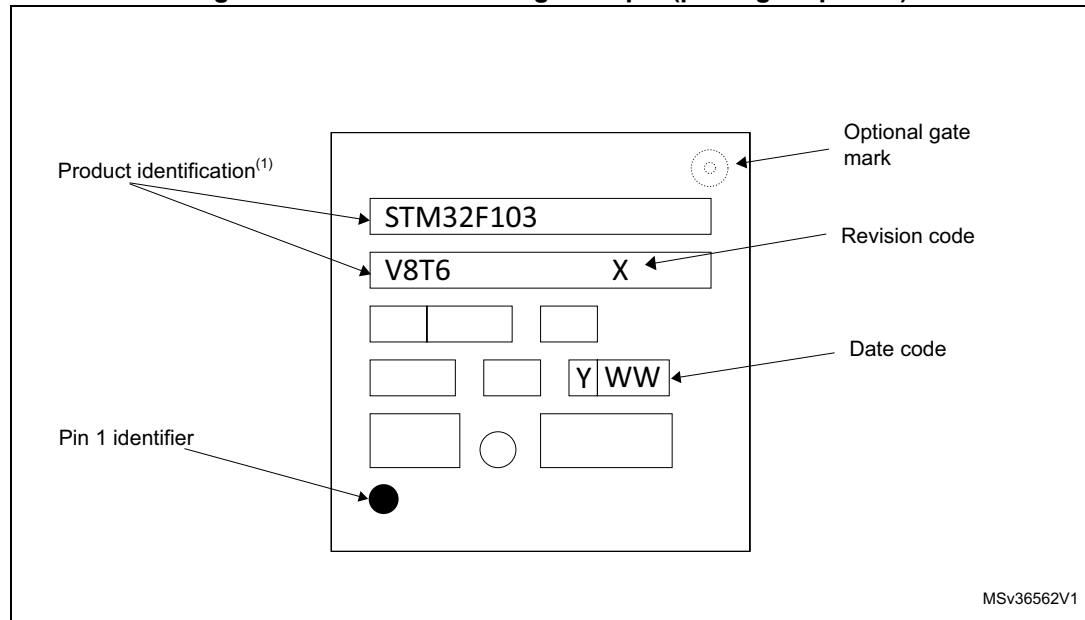 Optional gate
mark
Product identification(1)
STM32F103
Revision code
V8T6 X
Date code
Y WW
Pin 1 identifier
MSv36562V1